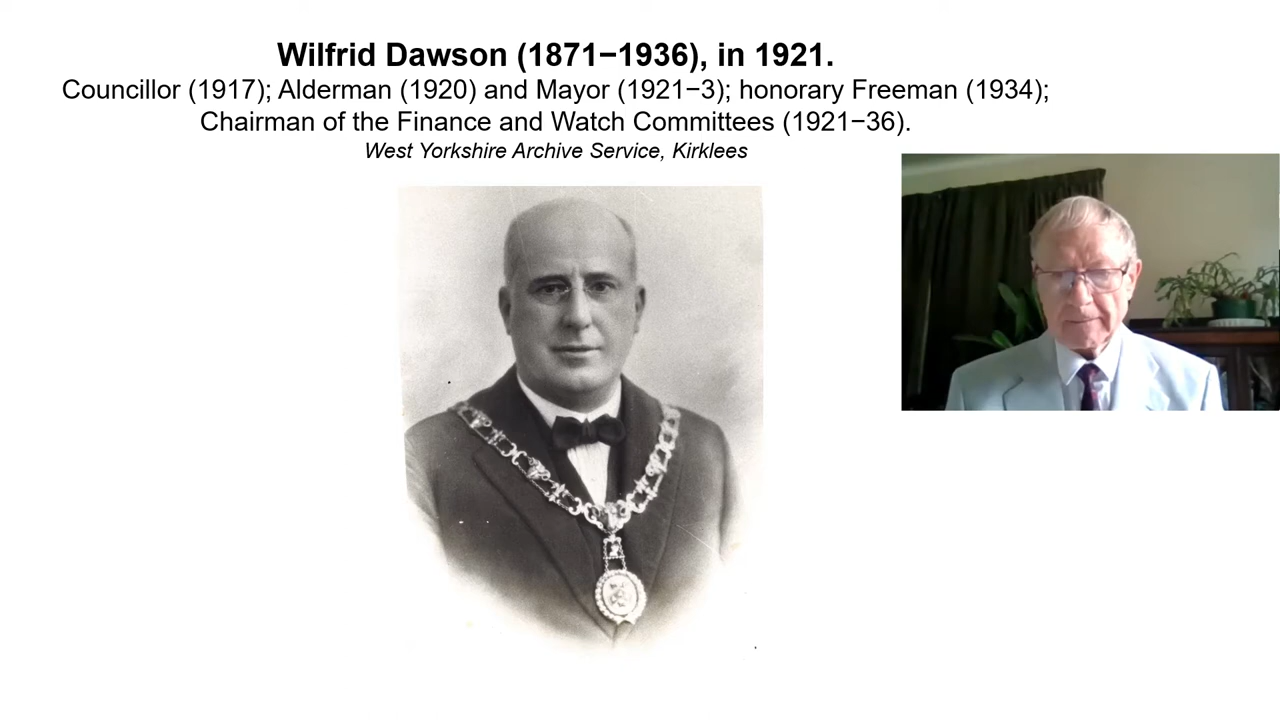 Wilfrid Dawson (1871−1936), in 1921.
Councillor (1917); Alderman (1920) and Mayor (1921−3); honorary Freeman (1934);
Chairman of the Finance and Watch Committees (1921−36).
West Yorkshire Archive Service, Kirklees